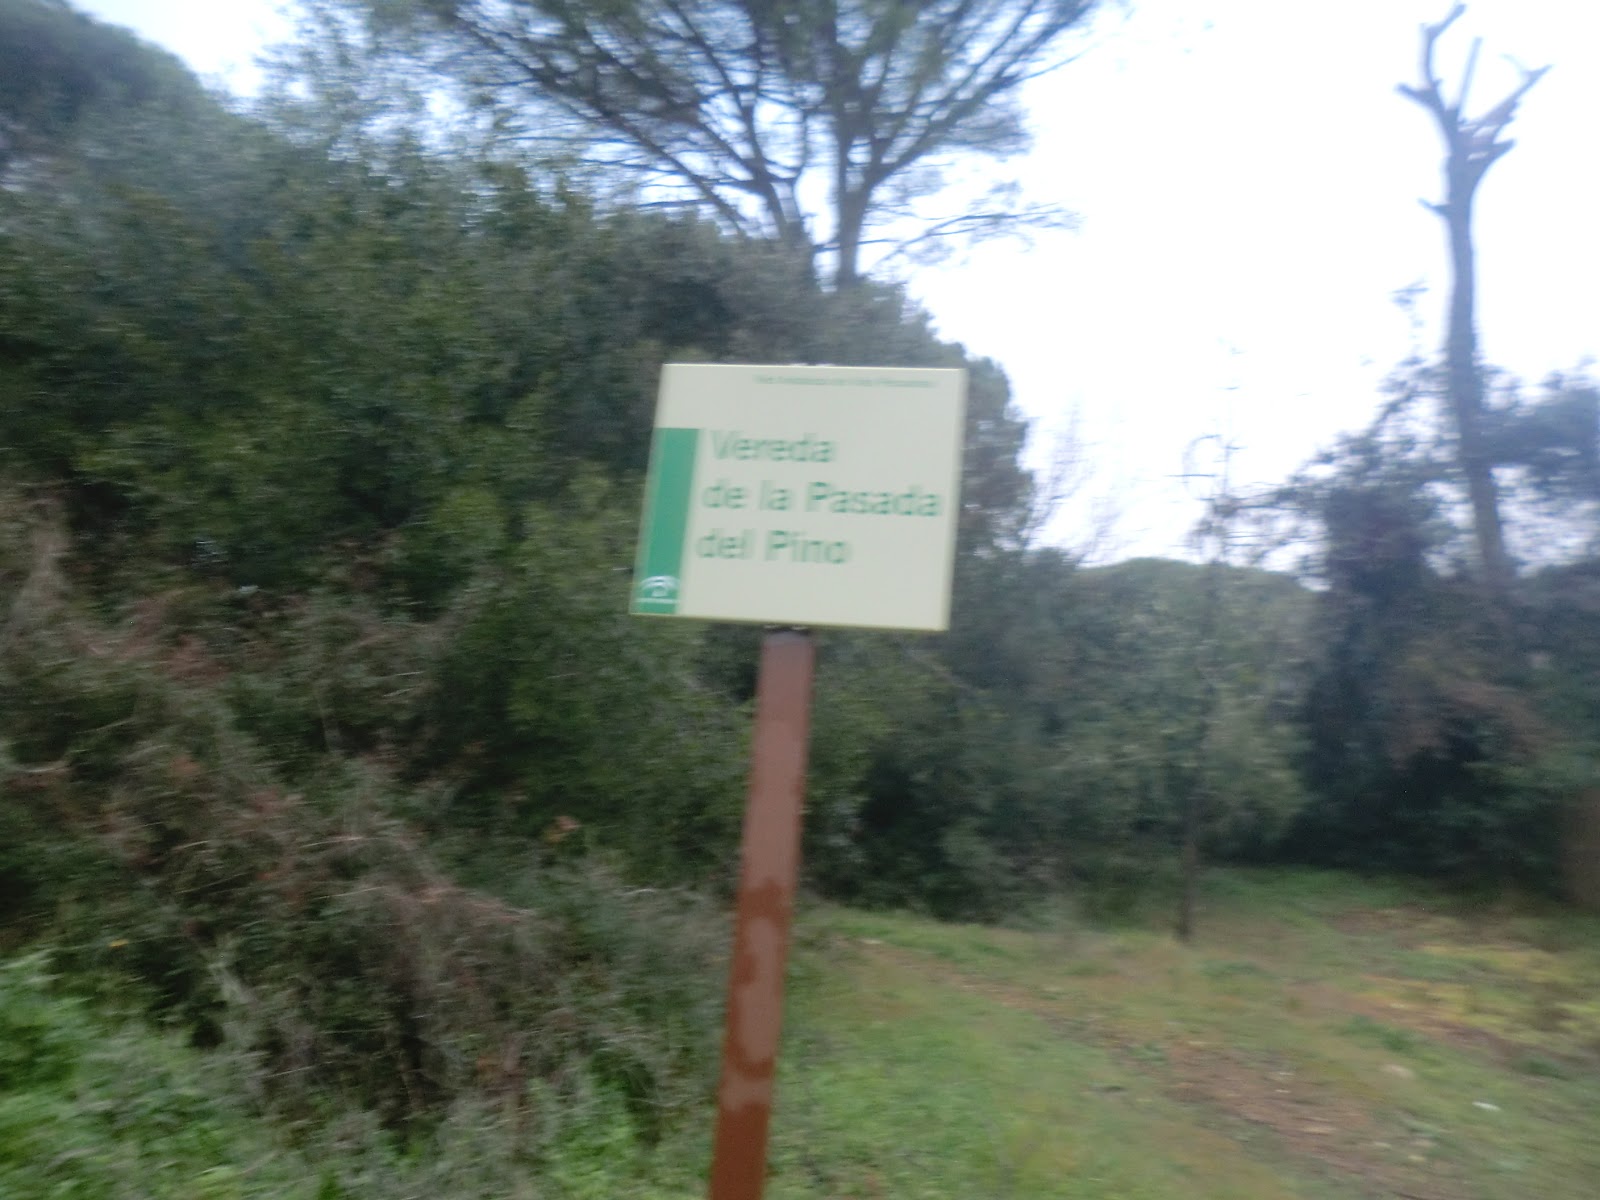 Vereda
de la Pasada
del Pino